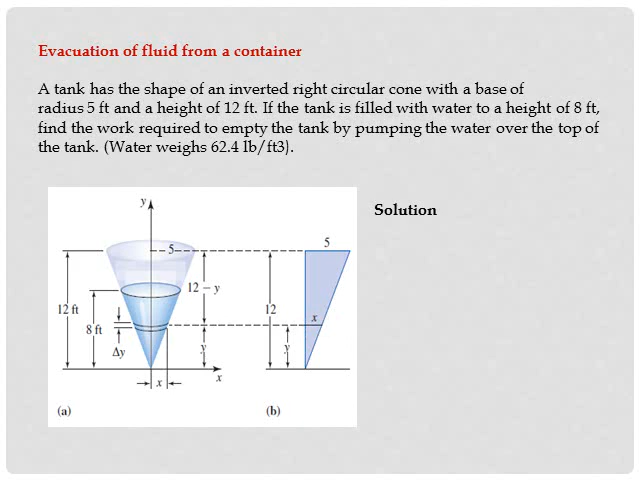 Evacuation of fluid from a container
A tank has the shape of an inverted right circular cone with a base of
radius 5 ft and a height of 12 ft. If the tank is filled with water to a height of 8 ft,
find the work required to empty the tank by pumping the water over the top of
the tank. (Water weighs 62.4 lb/ft3).
Solution
y
5
5
12 – y
12 ft
12
x
8 ft
Δy
y
y
x
x
(a)
(b)